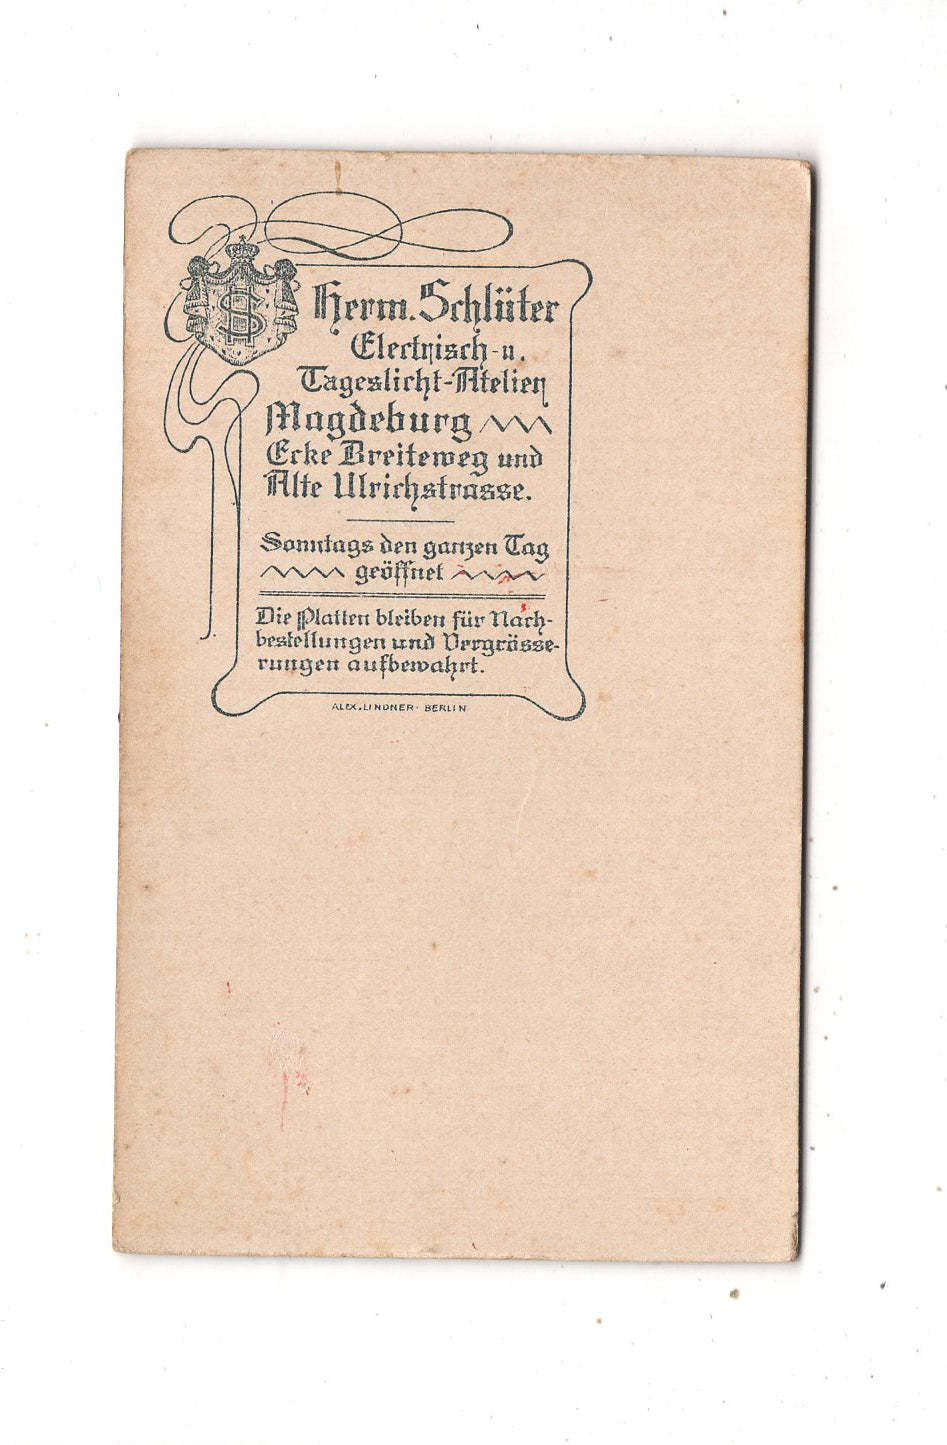 Herm. Schlüter
Electrisch- u.
Tageslicht-Atelier
Magdeburg
Ecke Breiteweg und
Alte Ulrichstrasse.
Sonntags den ganzen Tag
geöffnet
Die Platten bleiben für Nach-
bestellungen und Vergrösse-
rungen aufbewahrt.
ALEX. LINDNER · BERLIN